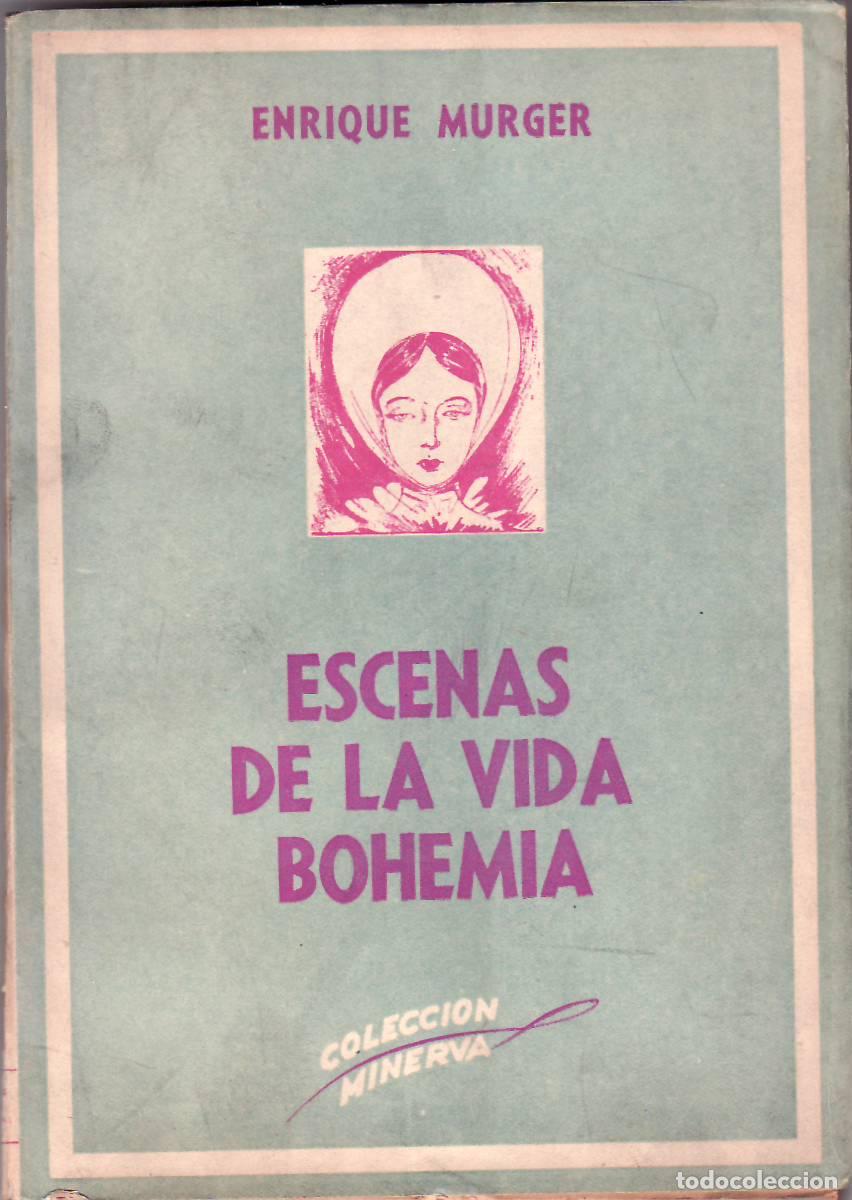 ENRIQUE MURGER
ESCENAS
DE LA VIDA
BOHEMIA
COLECCION
MINERVA
todocoleccion